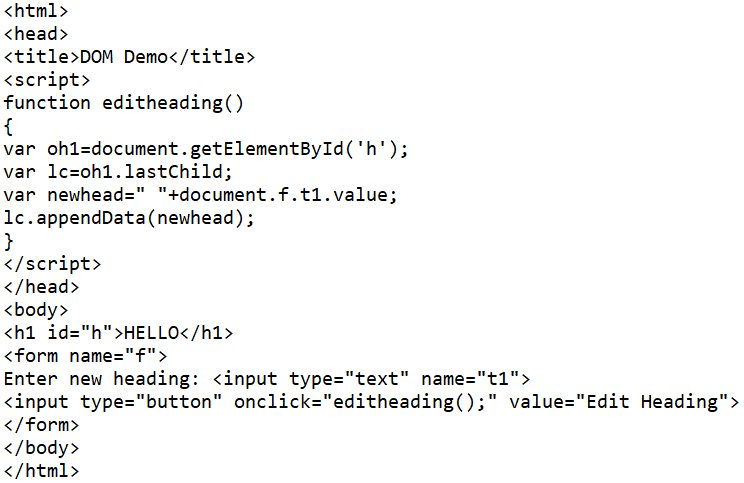 <html>
<head>
<title>DOM Demo</title>
<script>
function editheading()
{
var oh1=document.getElementById('h');
var lc=oh1.lastChild;
var newhead=" "+document.f.t1.value;
lc.appendData(newhead);
}
</script>
</head>
<body>
<h1 id="h">HELLO</h1>
<form name="f">
Enter new heading: <input type="text" name="t1">
<input type="button" onclick="editheading();" value="Edit Heading">
</form>
</body>
</html>